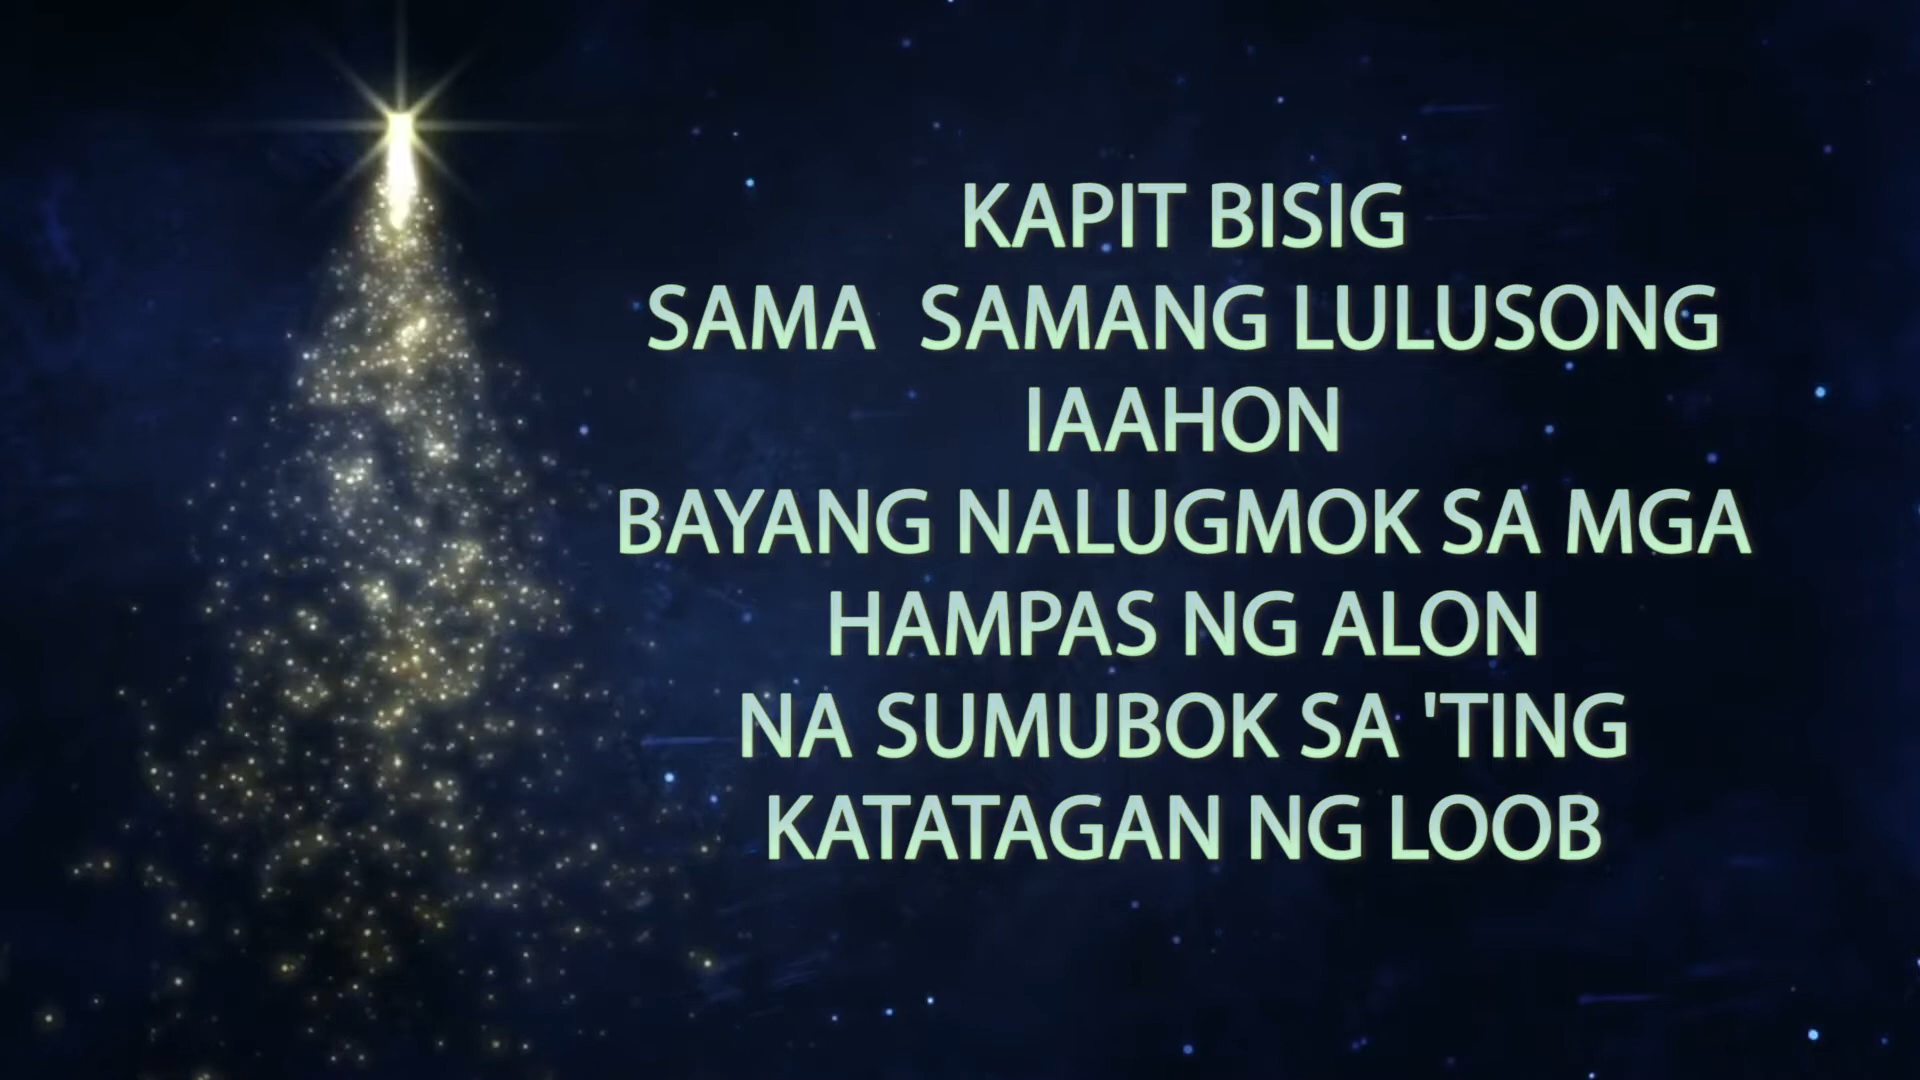 KAPIT BISIG
SAMA  SAMANG LULUSONG
IAAHON
BAYANG NALUGMOK SA MGA
HAMPAS NG ALON
NA SUMUBOK SA 'TING
KATATAGAN NG LOOB